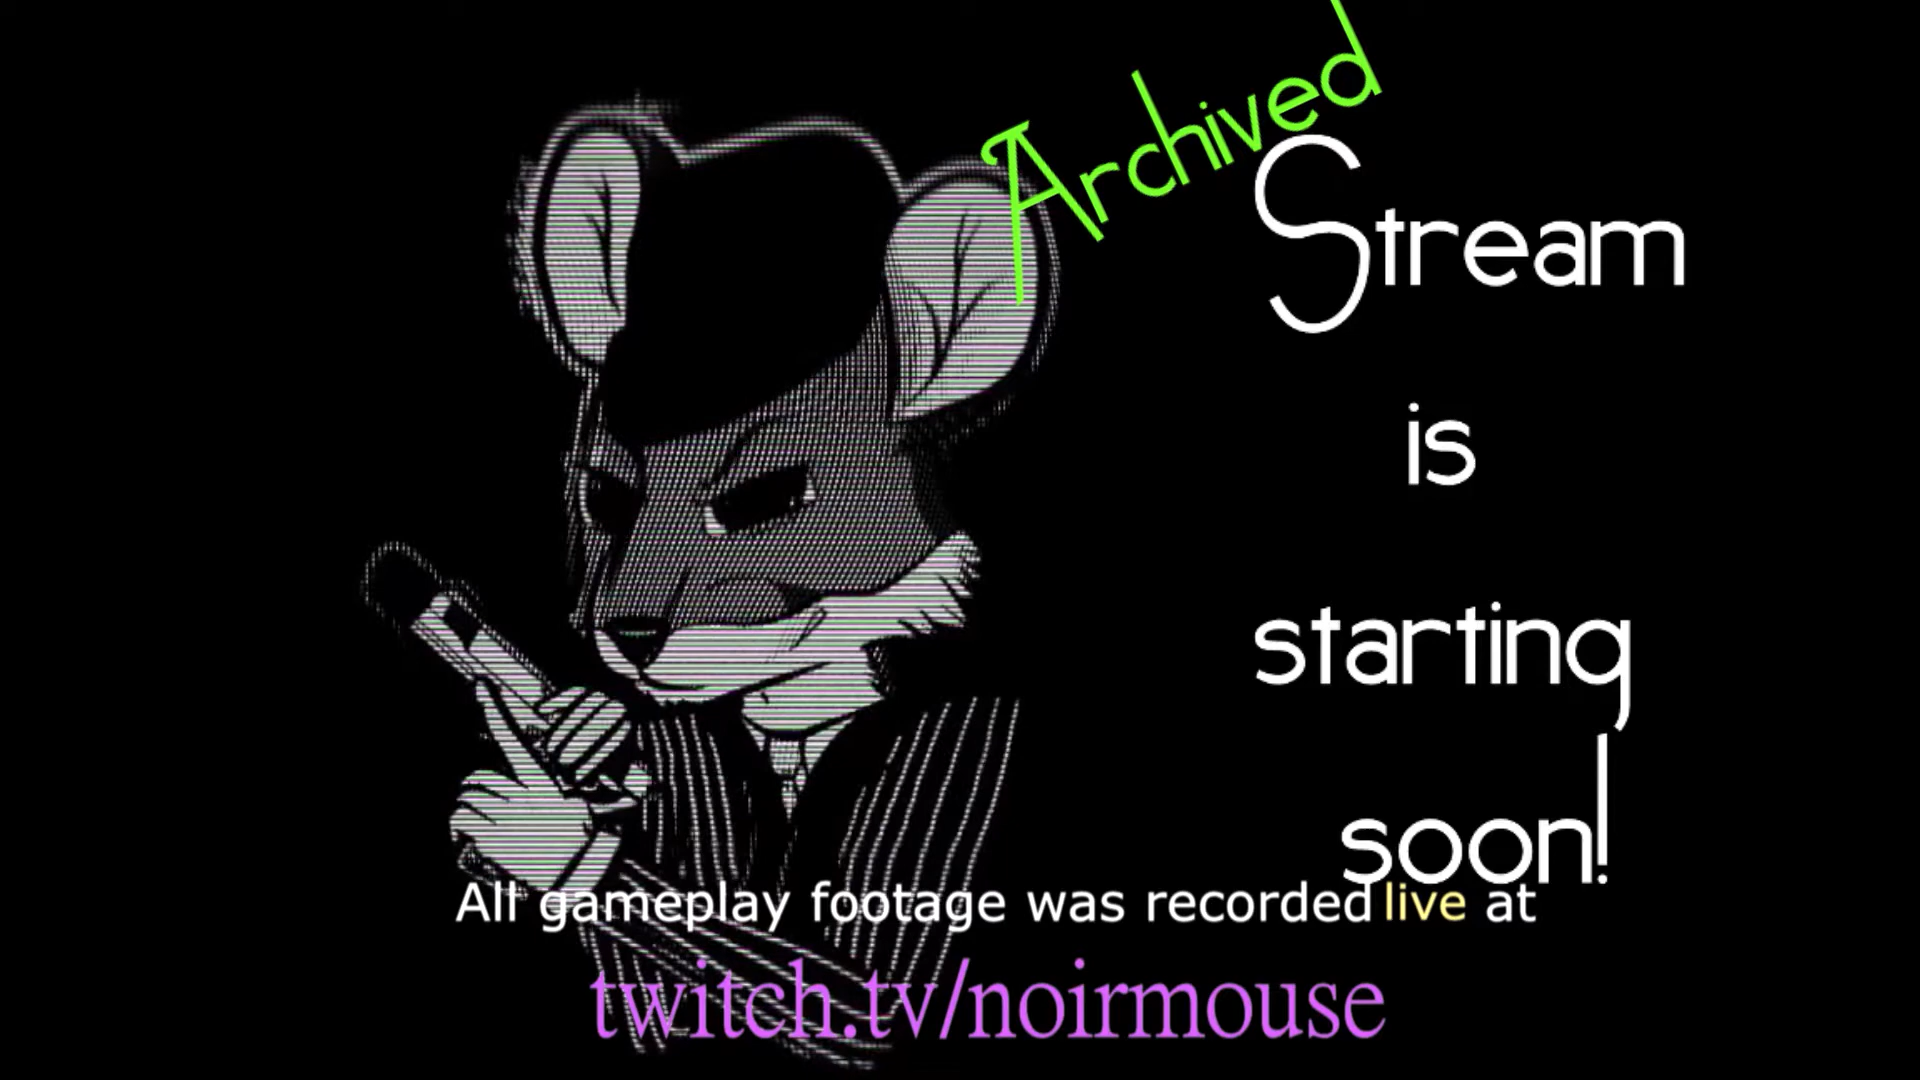 Archived
Stream
is
starting
soon!
All gameplay footage was recorded live at
twitch.tv/noirmouse